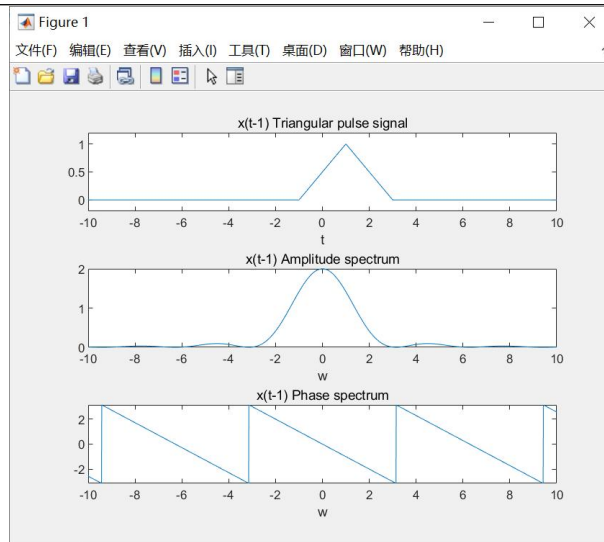 Figure 1
文件(F) 编辑(E) 查看(V) 插入(I) 工具(T) 桌面(D) 窗口(W) 帮助(H)
x(t-1) Triangular pulse signal
1
0.5
0
-10 -8 -6 -4 -2 0 2 4 6 8 10
t
x(t-1) Amplitude spectrum
2
1
0
-10 -8 -6 -4 -2 0 2 4 6 8 10
w
x(t-1) Phase spectrum
2
0
-2
-10 -8 -6 -4 -2 0 2 4 6 8 10
w